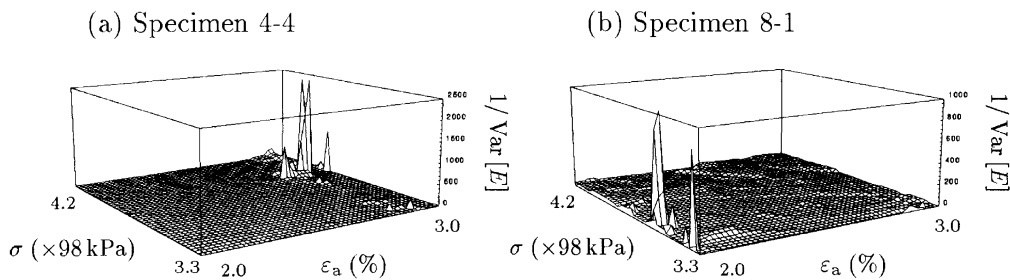 (a) Specimen 4-4
2500
2000
1500
1000
500
0
1/ Var [E]
4.2
3.0
σ (×98 kPa)
3.3
2.0
εa (%)
(b) Specimen 8-1
1000
800
600
400
200
0
1/ Var [E]
4.2
3.0
σ (×98 kPa)
3.3
2.0
εa (%)